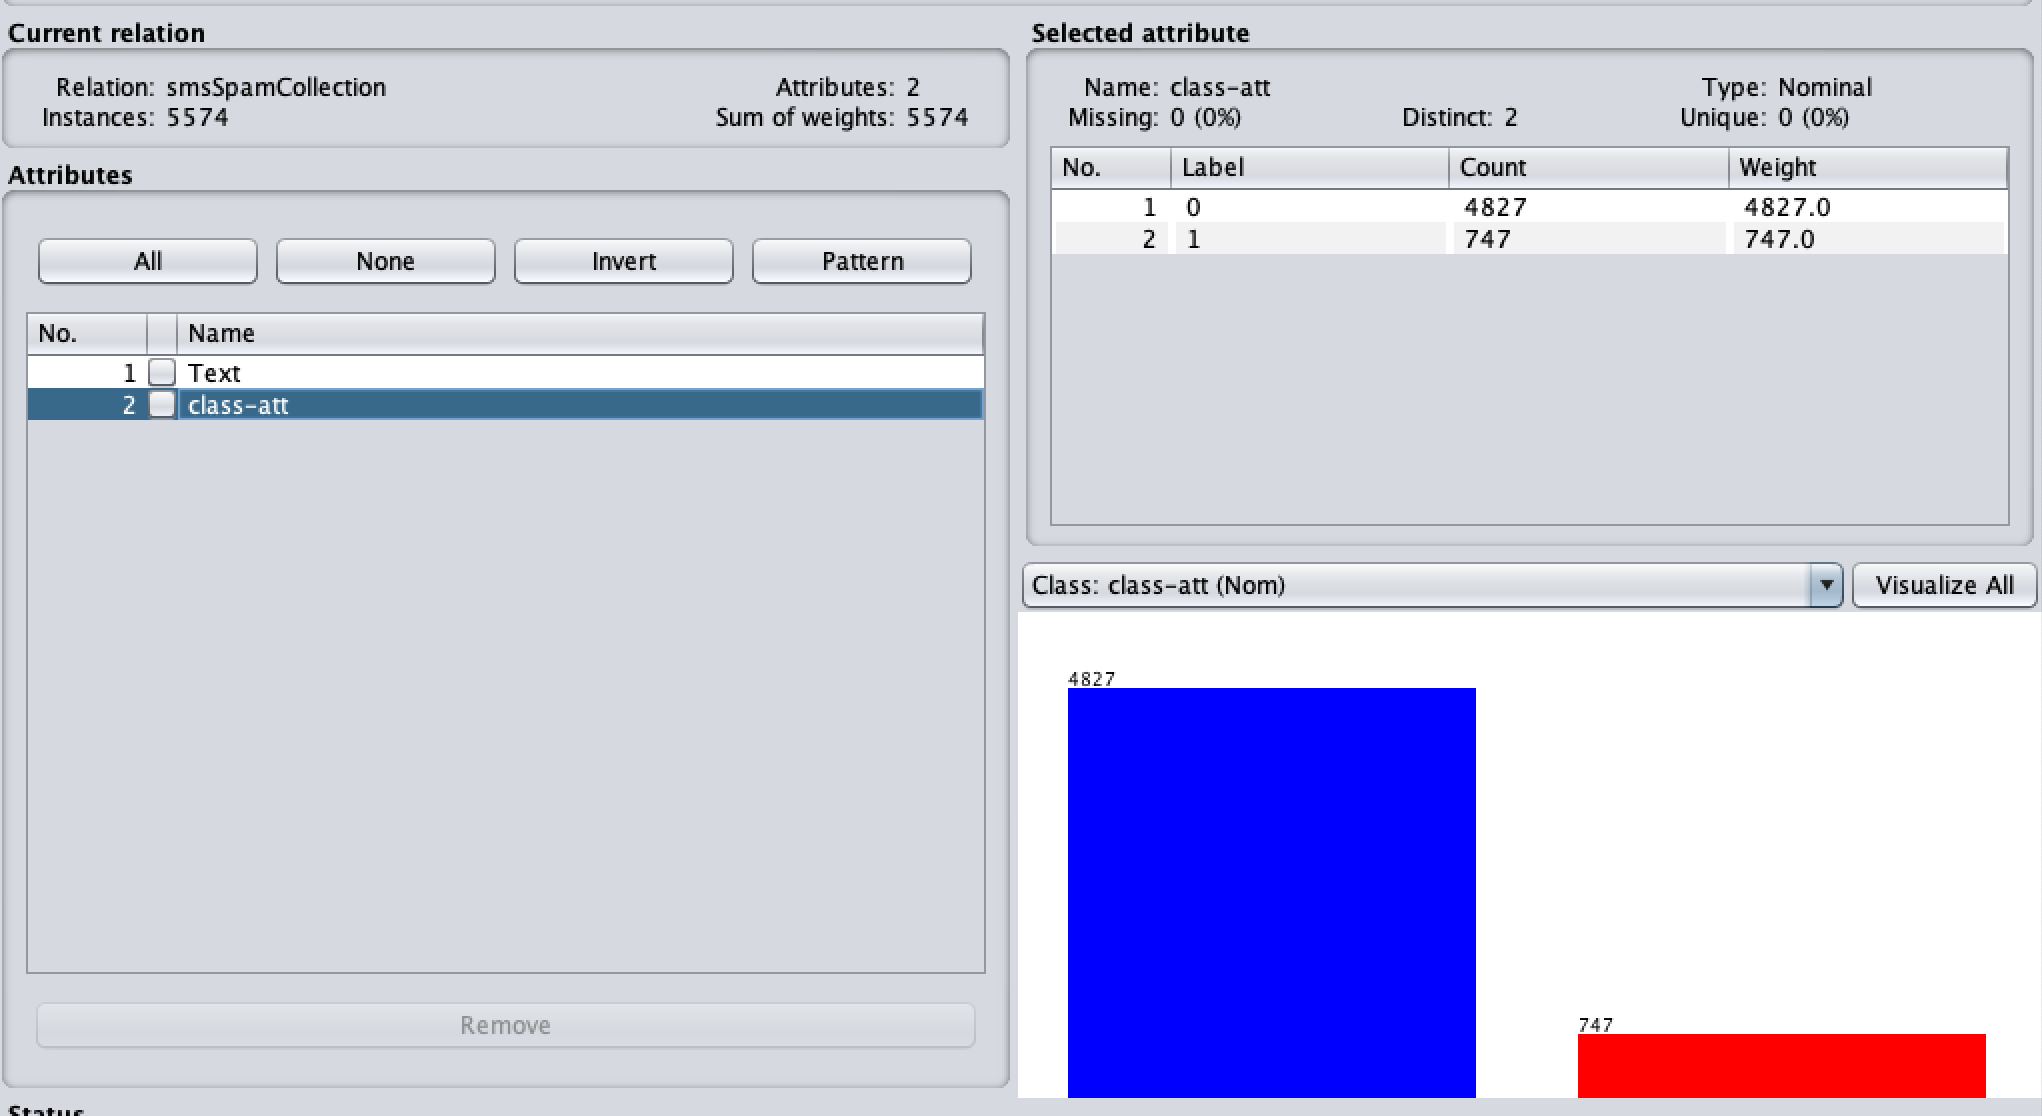 Current relation
Relation: smsSpamCollection
Attributes: 2
Instances: 5574
Sum of weights: 5574
Attributes
All
None
Invert
Pattern
No.
Name
1 Text
2 class-att
Remove
Status
Selected attribute
Name: class-att
Type: Nominal
Missing: 0 (0%)
Distinct: 2
Unique: 0 (0%)
No. Label Count Weight
1 0 4827 4827.0
2 1 747 747.0
Class: class-att (Nom)
Visualize All
4827
747